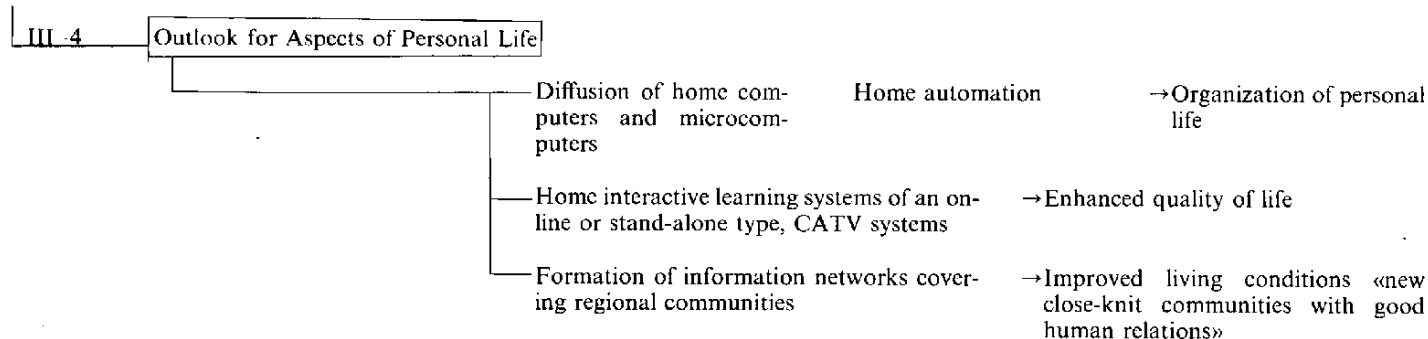 III-4 Outlook for Aspects of Personal Life
Diffusion of home com-
puters and microcom-
puters
Home automation
→Organization of personal
life
Home interactive learning systems of an on-
line or stand-alone type, CATV systems
→Enhanced quality of life
Formation of information networks cover-
ing regional communities
→Improved living conditions «new
close-knit communities with good
human relations»